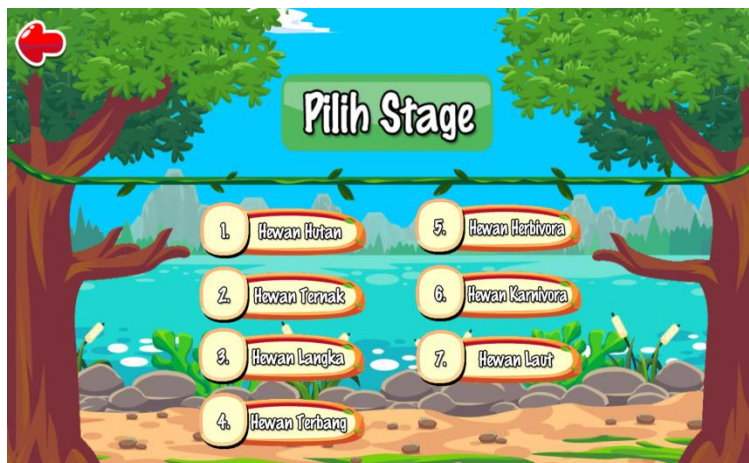 Pilih Stage
1. Hewan Hutan
2. Hewan Ternak
3. Hewan Langka
4. Hewan Terbang
5. Hewan Herbivora
6. Hewan Karnivora
7. Hewan Laut